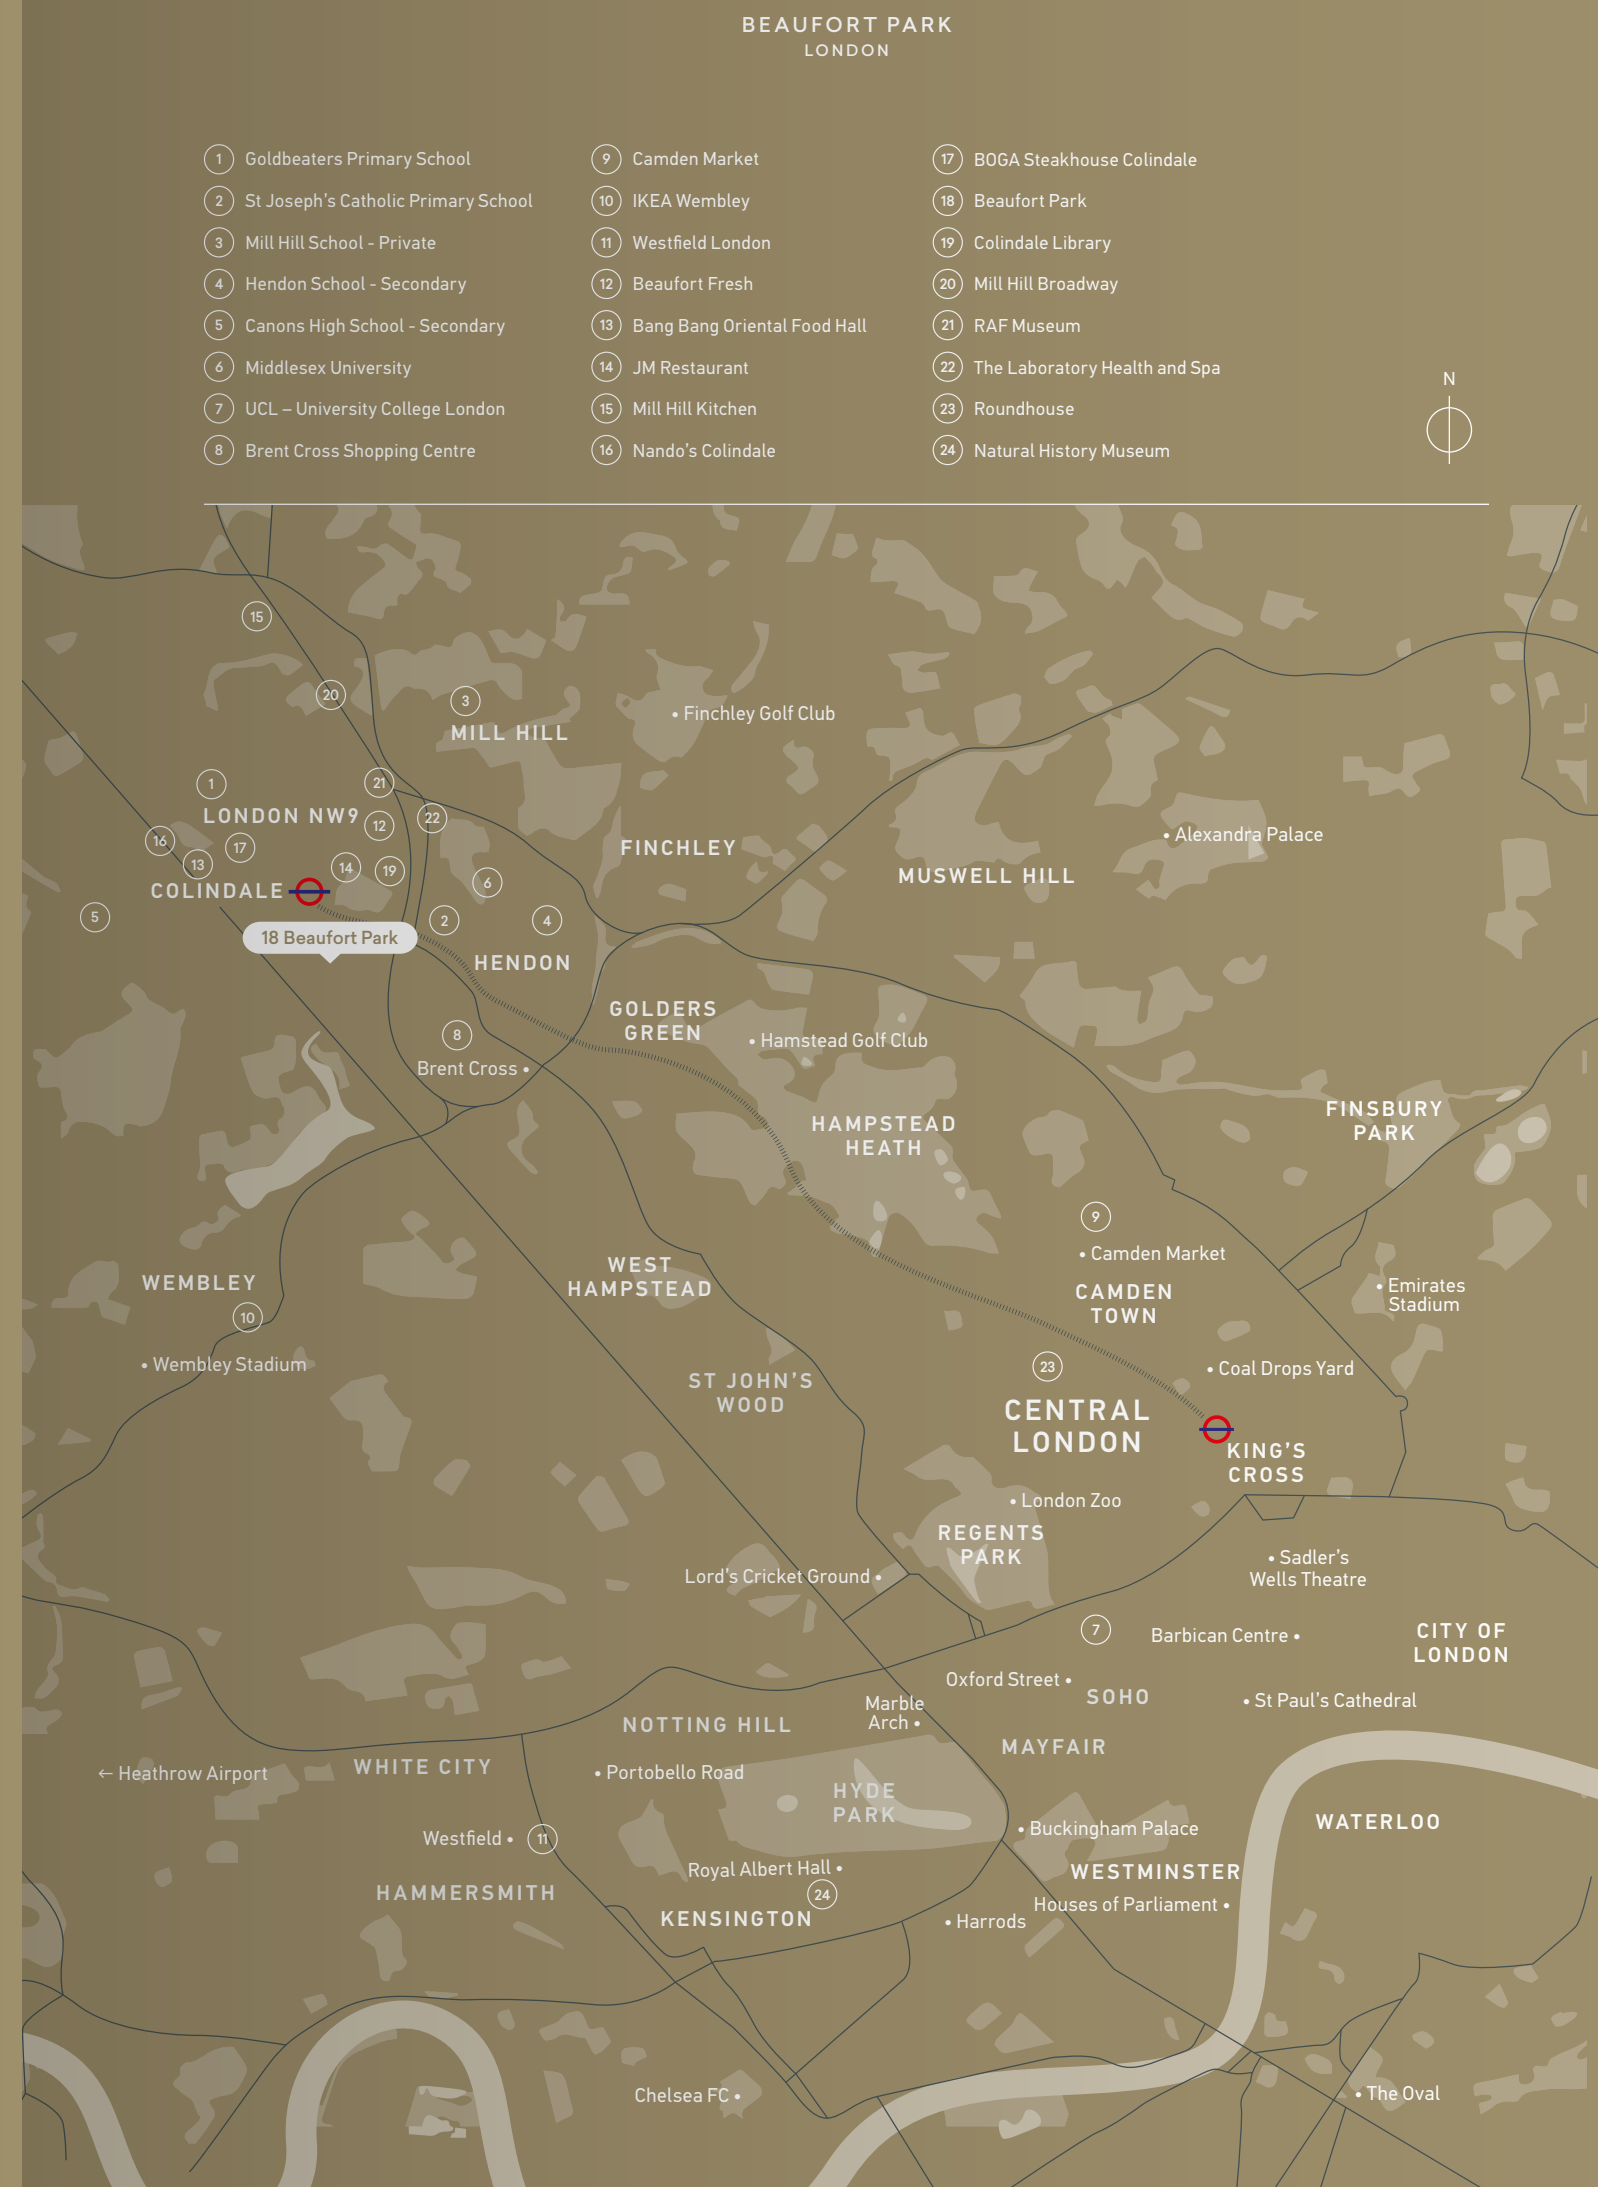 BEAUFORT PARK
LONDON
1 Goldbeaters Primary School
2 St Joseph's Catholic Primary School
3 Mill Hill School - Private
4 Hendon School - Secondary
5 Canons High School - Secondary
6 Middlesex University
7 UCL – University College London
8 Brent Cross Shopping Centre
9 Camden Market
10 IKEA Wembley
11 Westfield London
12 Beaufort Fresh
13 Bang Bang Oriental Food Hall
14 JM Restaurant
15 Mill Hill Kitchen
16 Nando's Colindale
17 BOGA Steakhouse Colindale
18 Beaufort Park
19 Colindale Library
20 Mill Hill Broadway
21 RAF Museum
22 The Laboratory Health and Spa
23 Roundhouse
24 Natural History Museum
N
15
20
3
• Finchley Golf Club
MILL HILL
1
21
LONDON NW9
12
22
16
17
13
14
19
FINCHLEY
• Alexandra Palace
MUSWELL HILL
6
COLINDALE
5
2
4
18 Beaufort Park
HENDON
GOLDERS
GREEN
8
• Hamstead Golf Club
Brent Cross •
HAMPSTEAD
HEATH
FINSBURY
PARK
9
• Camden Market
WEST
HAMPSTEAD
WEMBLEY
CAMDEN
TOWN
• Emirates
Stadium
10
• Wembley Stadium
23
• Coal Drops Yard
ST JOHN'S
WOOD
CENTRAL
LONDON
KING'S
CROSS
• London Zoo
REGENTS
PARK
• Sadler's
Wells Theatre
Lord's Cricket Ground •
7
Barbican Centre •
CITY OF
LONDON
Oxford Street •
SOHO
• St Paul's Cathedral
Marble
Arch •
NOTTING HILL
MAYFAIR
WHITE CITY
← Heathrow Airport
• Portobello Road
HYDE
PARK
WATERLOO
Westfield •
11
• Buckingham Palace
Royal Albert Hall •
WESTMINSTER
HAMMERSMITH
24
Houses of Parliament •
KENSINGTON
• Harrods
Chelsea FC •
• The Oval